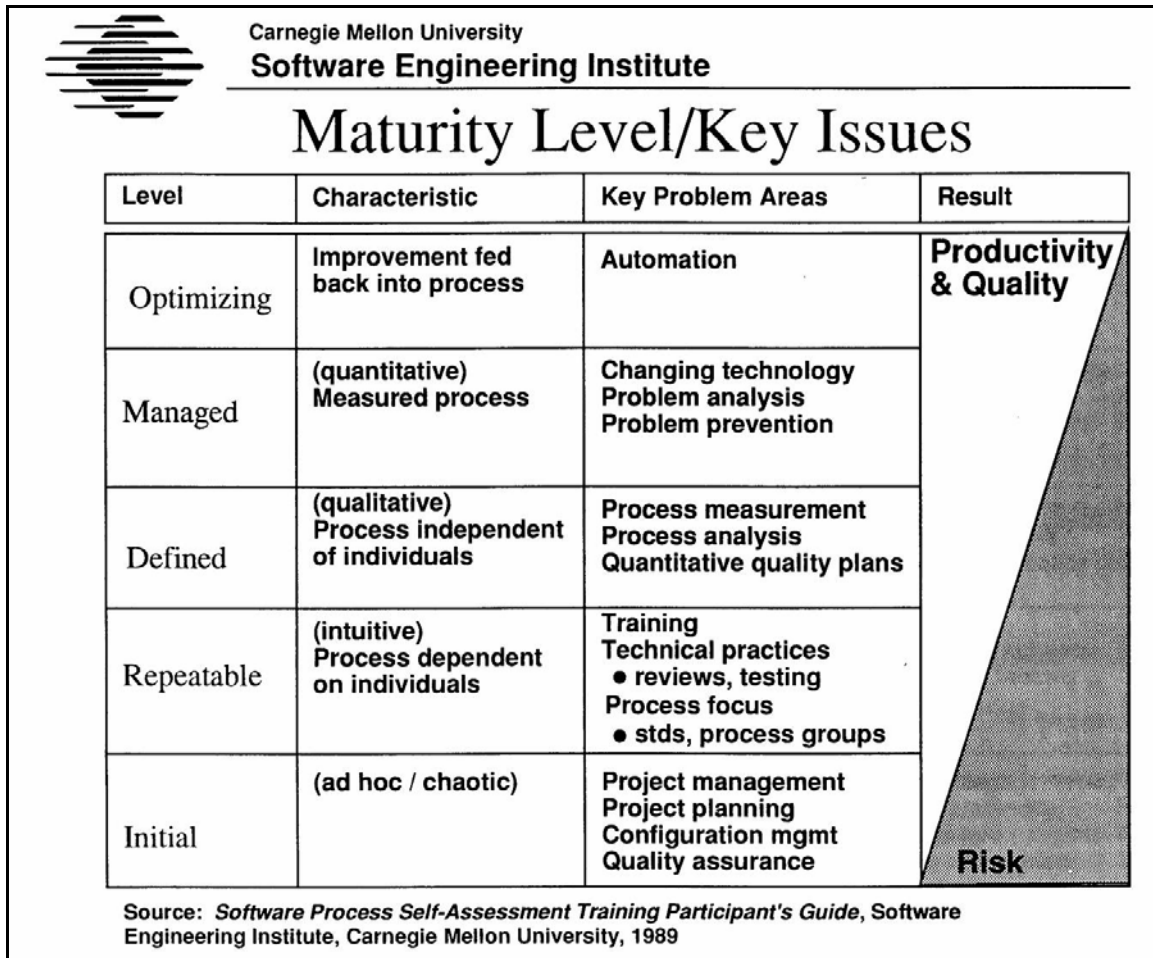 Carnegie Mellon University
Software Engineering Institute
Maturity Level/Key Issues
Level Characteristic Key Problem Areas Result
Optimizing
Improvement fed
back into process
Automation
Productivity
& Quality
Managed
(quantitative)
Measured process
Changing technology
Problem analysis
Problem prevention
Defined
(qualitative)
Process independent
of individuals
Process measurement
Process analysis
Quantitative quality plans
Repeatable
(intuitive)
Process dependent
on individuals
Training
Technical practices
● reviews, testing
Process focus
● stds, process groups
Initial
(ad hoc / chaotic)
Project management
Project planning
Configuration mgmt
Quality assurance
Risk
Source: Software Process Self-Assessment Training Participant's Guide, Software
Engineering Institute, Carnegie Mellon University, 1989